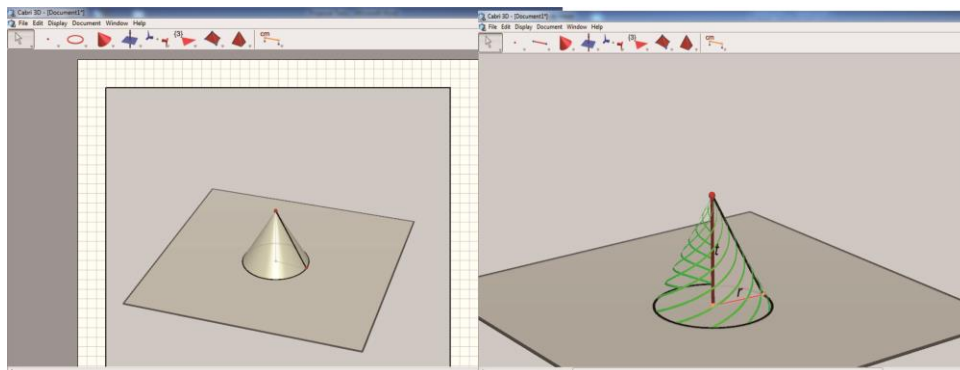 Cabri 3D - [Document1*]
File Edit Display Document Window Help
{3}
cm
Cabri 3D - [Document1*]
File Edit Display Document Window Help
{3}
cm
t
r